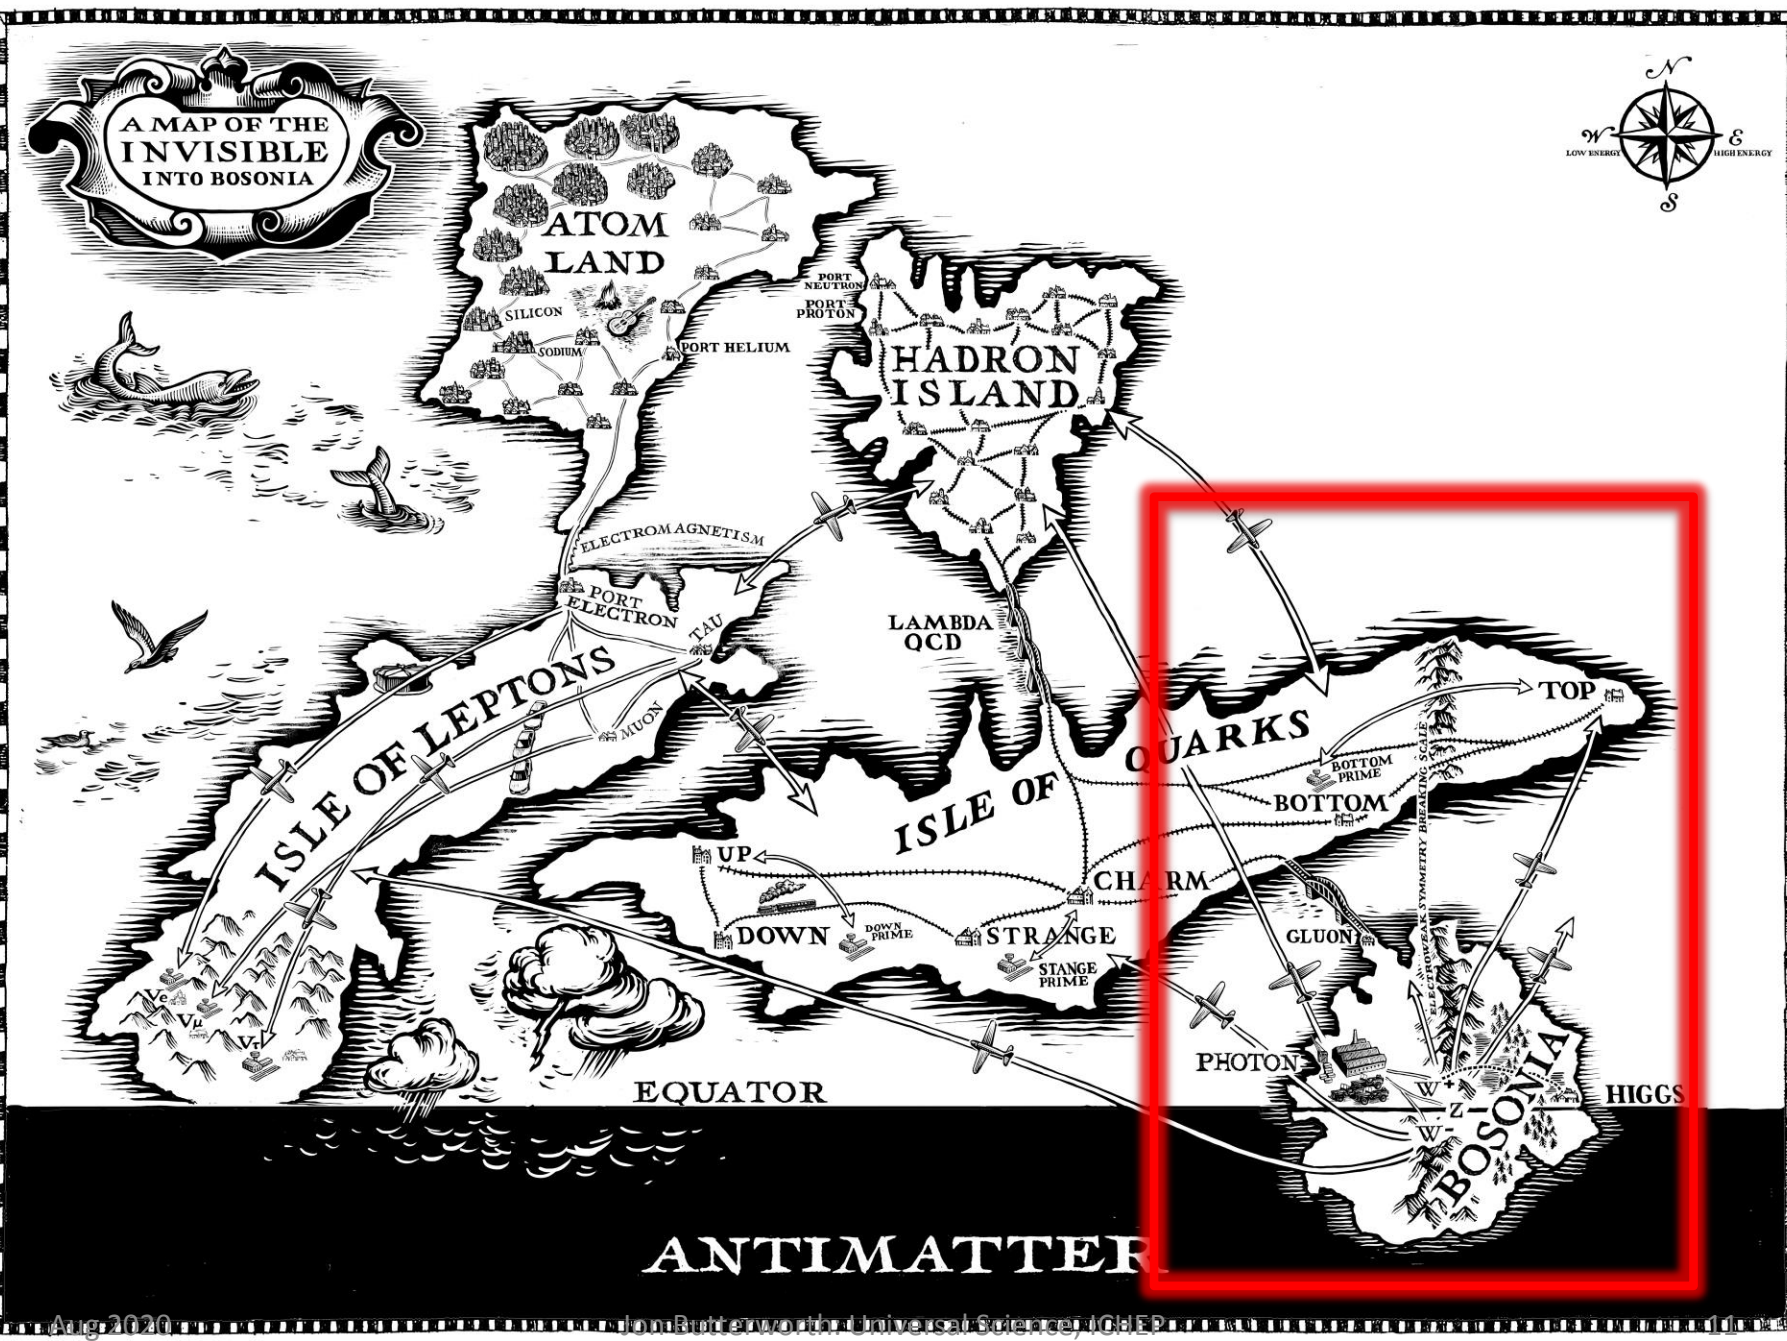 A MAP OF THE
INVISIBLE
INTO BOSONIA
N
W
E
LOW ENERGY
HIGH ENERGY
S
ATOM
LAND
SILICON
SODIUM
PORT HELIUM
PORT
NEUTRON
PORT
PROTON
HADRON
ISLAND
ELECTROMAGNETISM
PORT
ELECTRON
TAU
MUON
ISLE OF LEPTONS
LAMBDA
QCD
ISLE OF QUARKS
TOP
BOTTOM
PRIME
BOTTOM
ELECTROWEAK SYMMETRY BREAKING SCALE
UP
CHARM
DOWN
DOWN
PRIME
STRANGE
STANGE
PRIME
GLUON
Ve
Vμ
Vτ
PHOTON
W+
Z
W-
BOSONIA
HIGGS
EQUATOR
ANTIMATTER
Aug 2020
Jon Butterworth: Universal Science, ICHEP
11